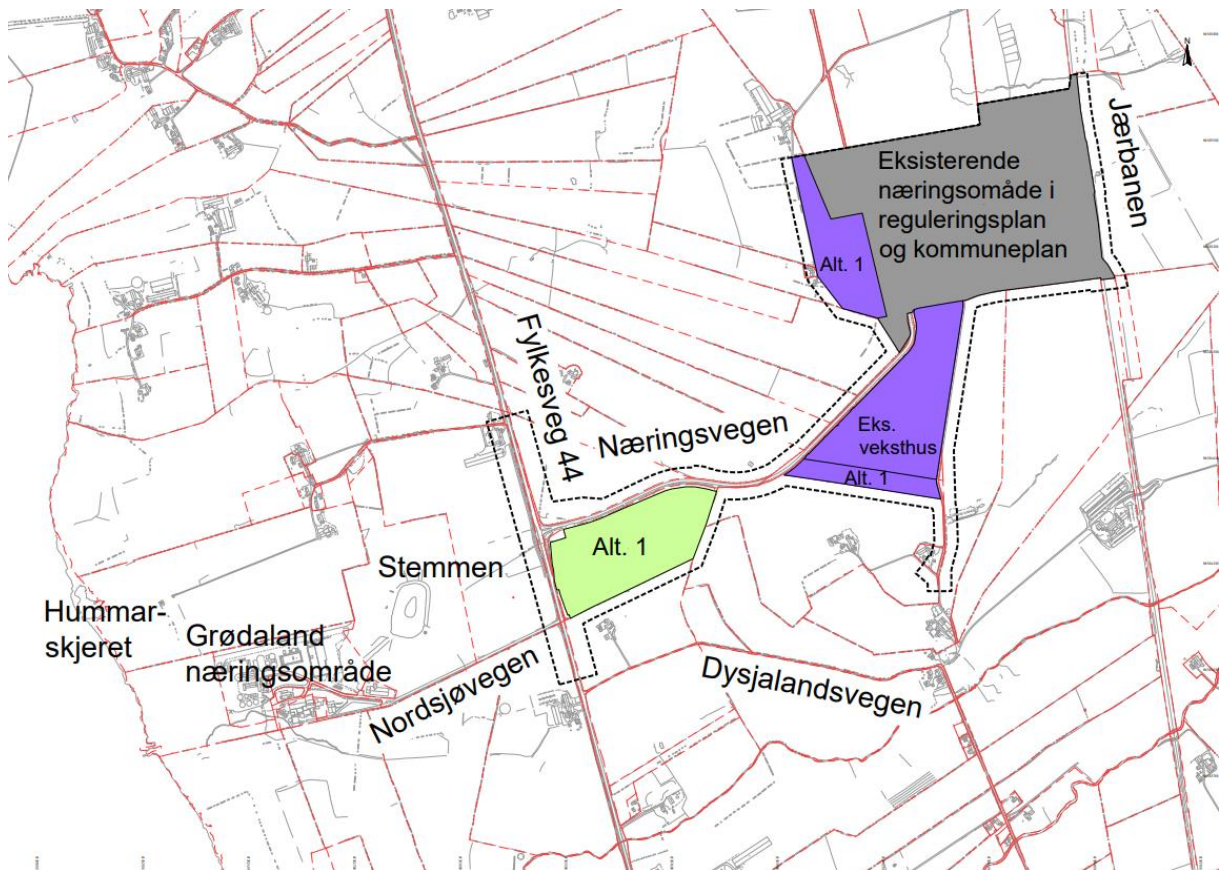 N
Jærbanen
Eksisterende
næringsomåde i
reguleringsplan
og kommuneplan
Alt. 1
Fylkesveg 44
Næringsvegen
Eks.
veksthus
Alt. 1
Alt. 1
Stemmen
Hummar-
skjeret
Grødaland
næringsområde
Nordsjøvegen
Dysjalandsvegen